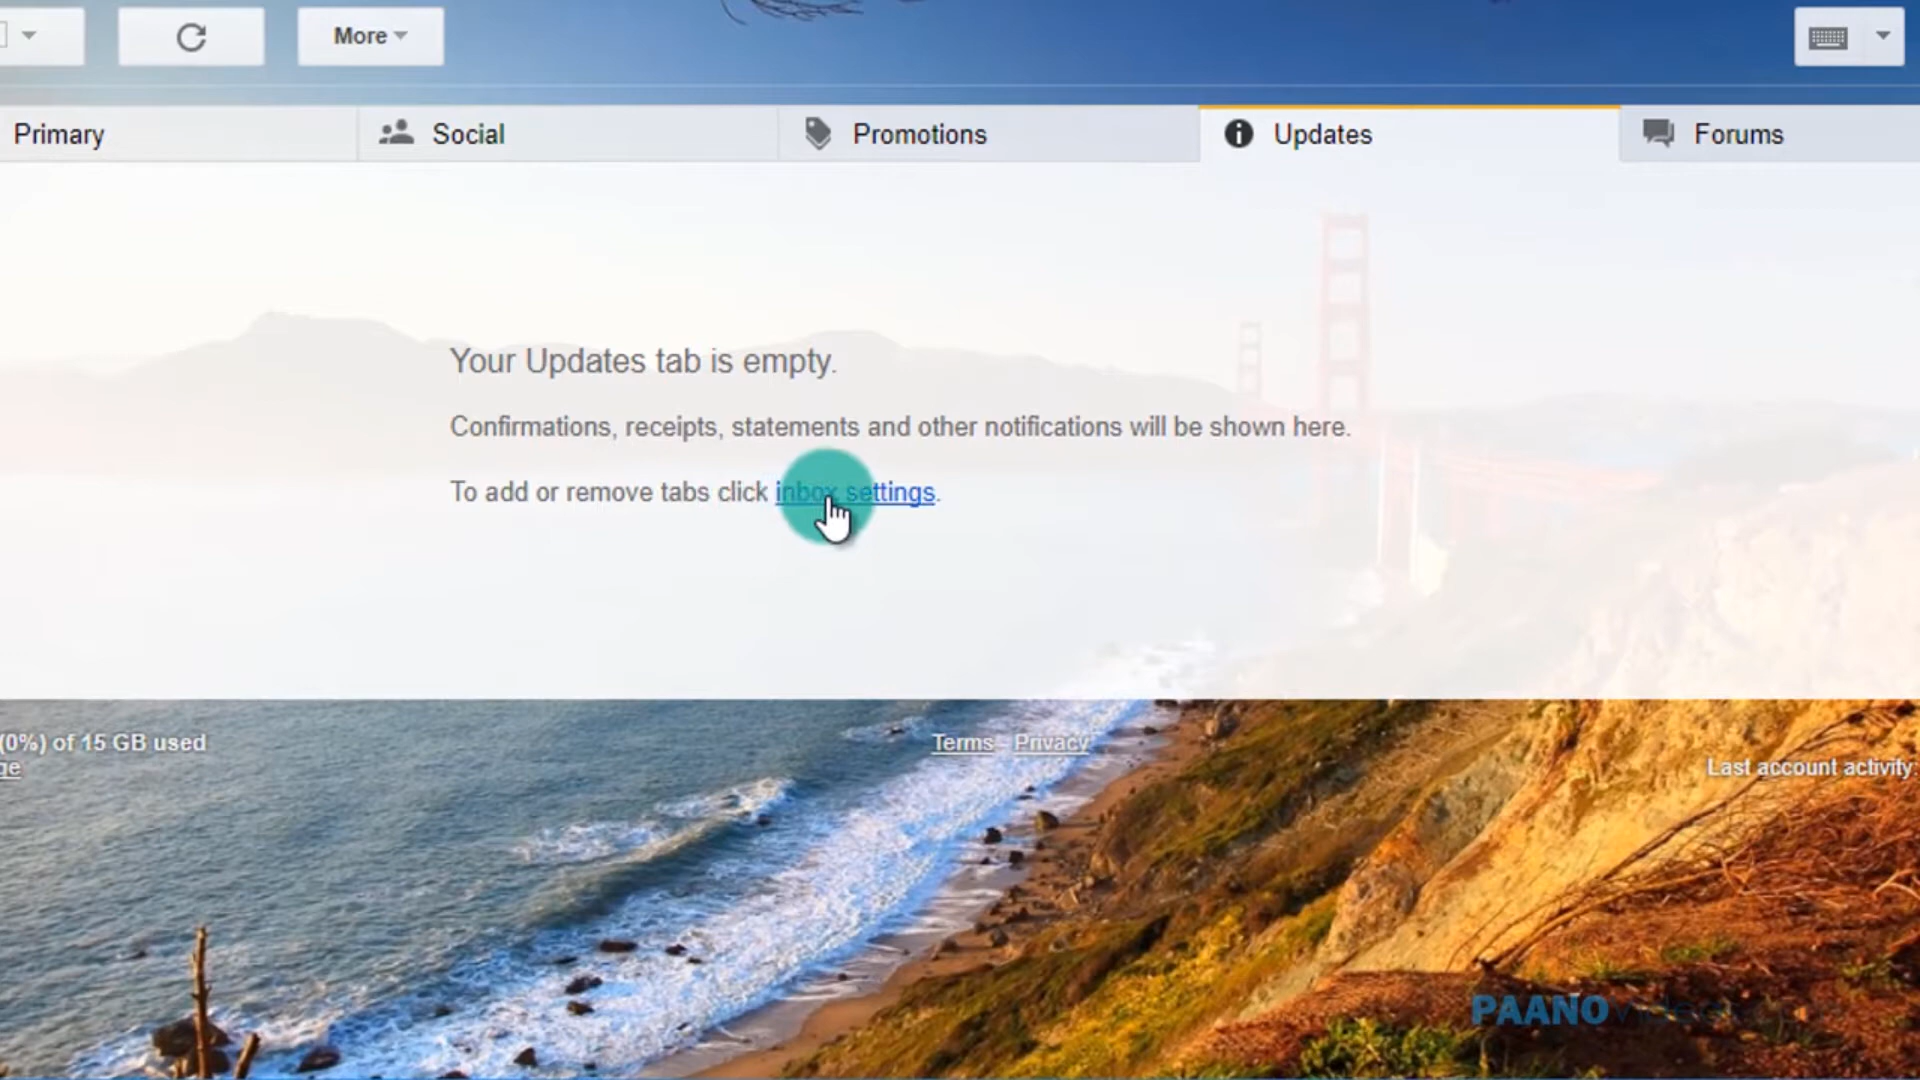 More
Primary
Social
Promotions
Updates
Forums
Your Updates tab is empty.
Confirmations, receipts, statements and other notifications will be shown here.
To add or remove tabs click inbox settings.
(0%) of 15 GB used
ge
Terms - Privacy
Last account activity:
PAANO videos